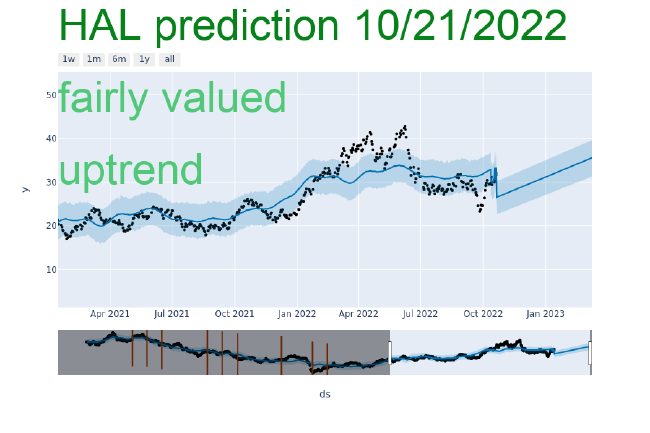 HAL prediction 10/21/2022
1w 1m 6m 1y all
fairly valued
uptrend
50
40
30
20
10
y
Apr 2021 Jul 2021 Oct 2021 Jan 2022 Apr 2022 Jul 2022 Oct 2022 Jan 2023
ds